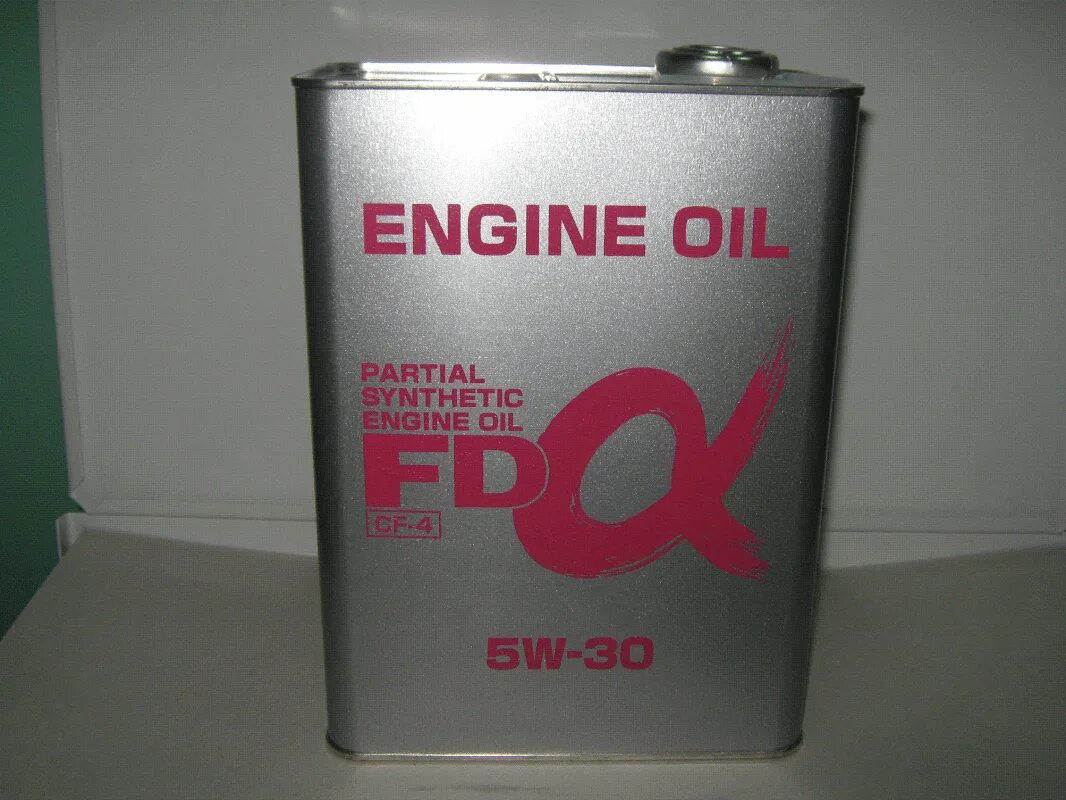 ENGINE OIL
PARTIAL
SYNTHETIC
ENGINE OIL
FDα
CF-4
5W-30